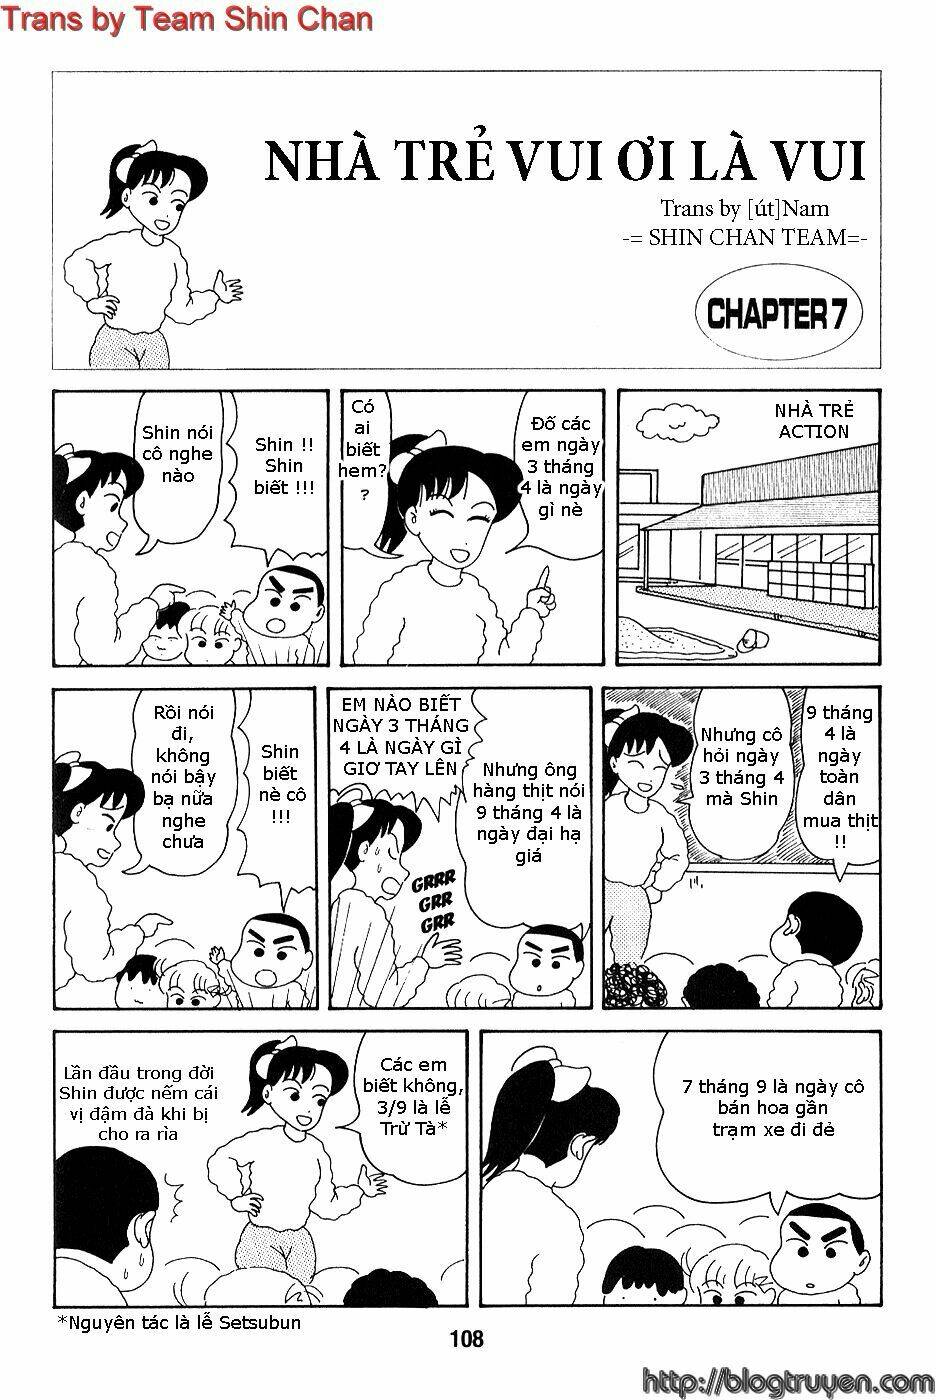 Trans by Team Shin Chan
NHÀ TRẺ VUI ƠI LÀ VUI
Trans by [út]Nam
-= SHIN CHAN TEAM=-
CHAPTER 7
NHÀ TRẺ
ACTION
Đố các
em ngày
3 tháng
4 là ngày
gì nè
Có
ai
biết
hem?
?
Shin !!
Shin
biết !!!
Shin nói
cô nghe
nào
9 tháng
4 là
ngày
toàn
dân
mua thịt
!!
Nhưng cô
hỏi ngày
3 tháng 4
mà Shin
Nhưng ông
hàng thịt nói
9 tháng 4 là
ngày đại hạ
giá
EM NÀO BIẾT
NGÀY 3 THÁNG
4 LÀ NGÀY GÌ
GIƠ TAY LÊN
GRRR
GRR
GRR
Shin
biết
nè cô
!!!
Rồi nói
đi,
không
nói bậy
bạ nữa
nghe
chưa
7 tháng 9 là ngày cô
bán hoa gần
trạm xe đi đẻ
Các em
biết không,
3/9 là lễ
Trừ Tà*
Lần đầu trong đời
Shin được nếm cái
vị đậm đà khi bị
cho ra rìa
*Nguyên tác là lễ Setsubun
108
http://blogtruyen.com